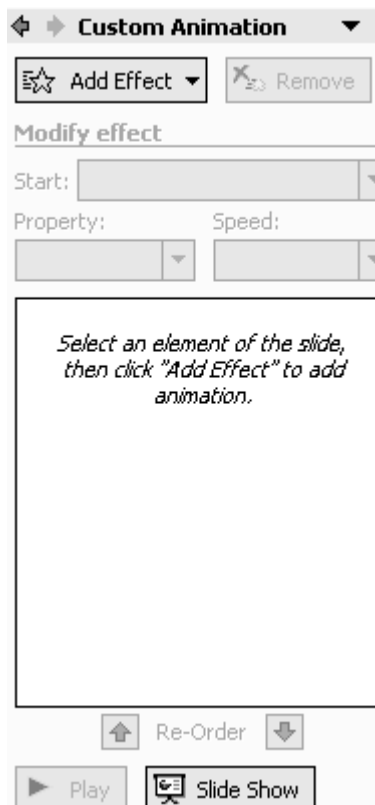 Custom Animation
Add Effect Remove
Modify effect
Start:
Property: Speed:
Select an element of the slide,
then click "Add Effect" to add
animation.
Re-Order
Play Slide Show